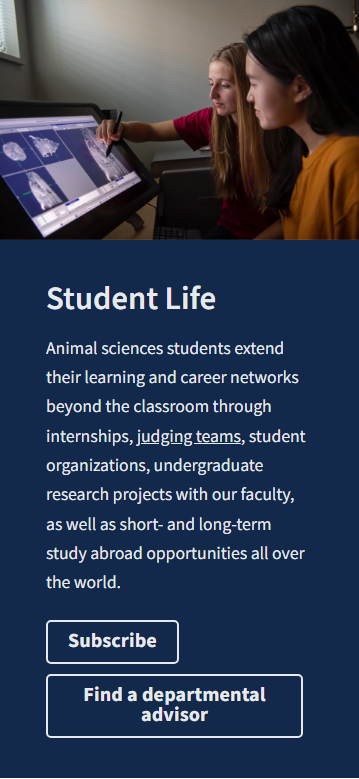 Student Life
Animal sciences students extend
their learning and career networks
beyond the classroom through
internships, judging teams, student
organizations, undergraduate
research projects with our faculty,
as well as short- and long-term
study abroad opportunities all over
the world.
Subscribe
Find a departmental
advisor